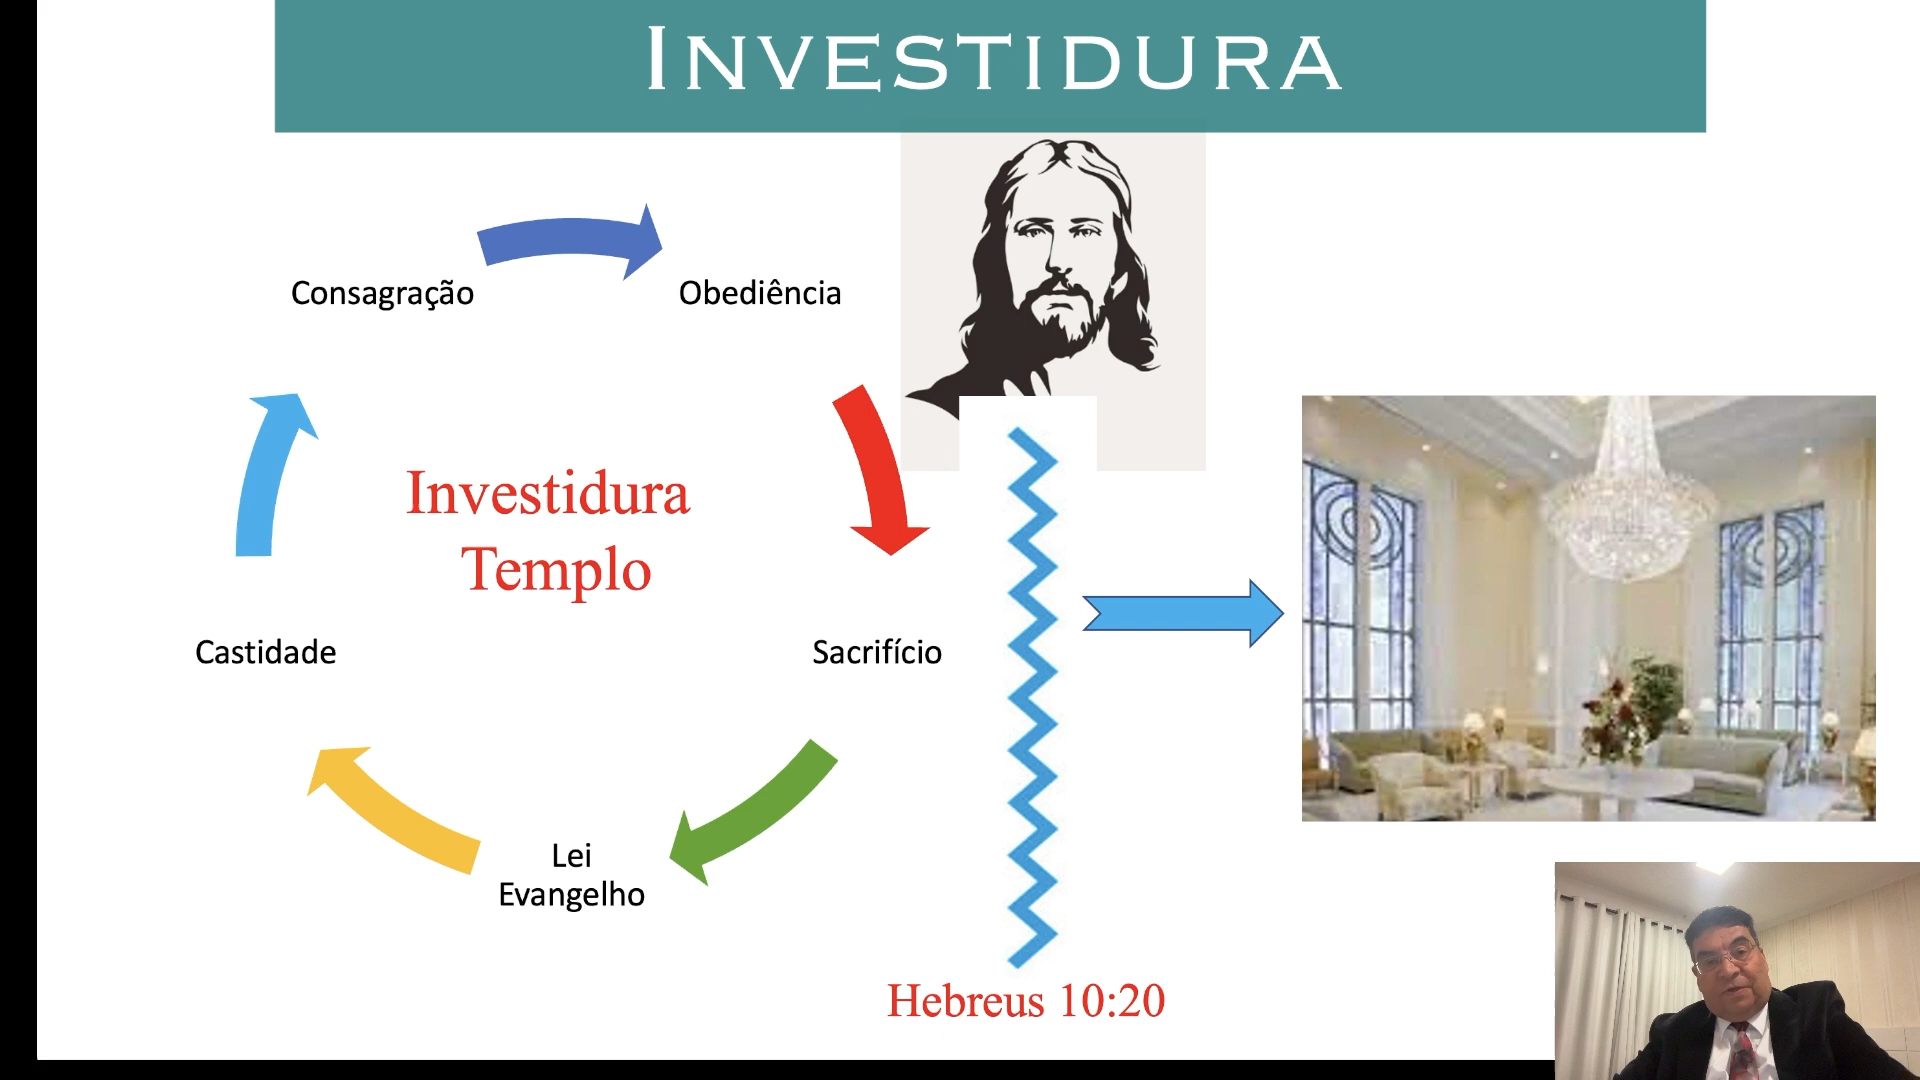 INVESTIDURA
Consagração
Obediência
Investidura
Templo
Castidade
Sacrifício
Lei
Evangelho
Hebreus 10:20